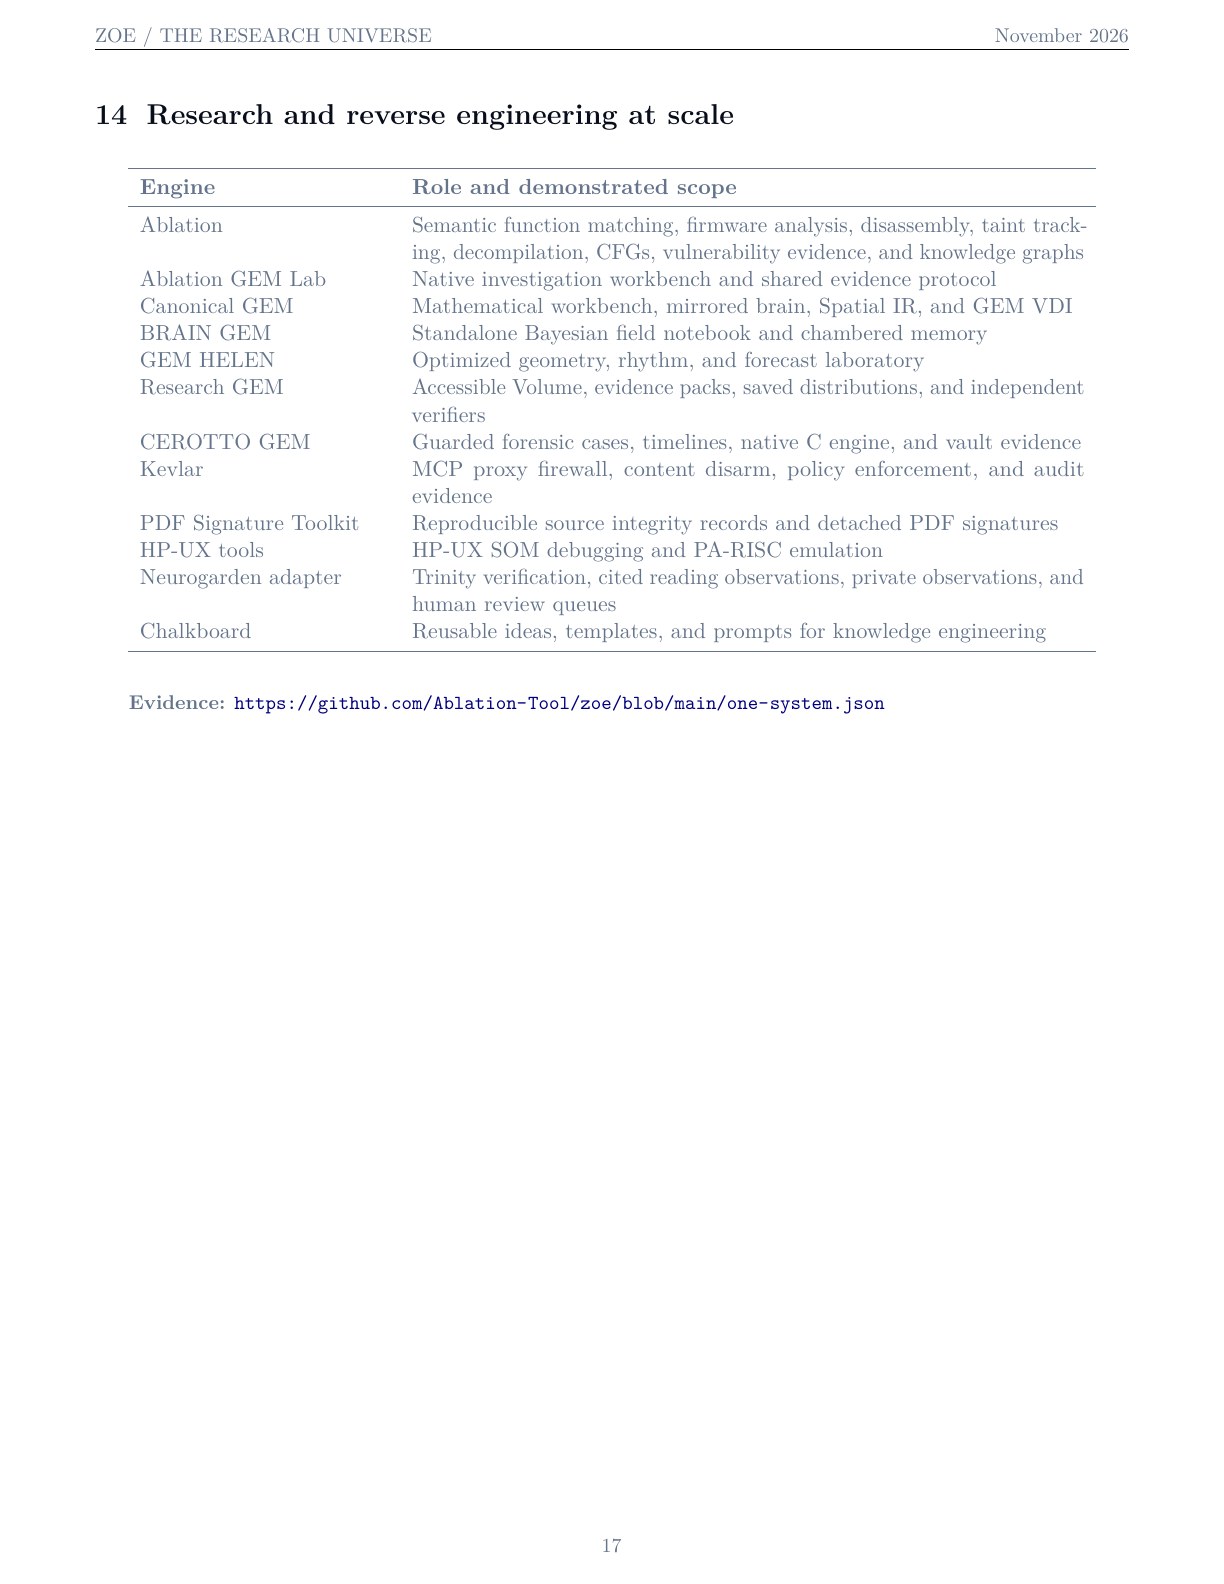 ZOE / THE RESEARCH UNIVERSE November 2026
14 Research and reverse engineering at scale
Engine Role and demonstrated scope
Ablation Semantic function matching, firmware analysis, disassembly, taint track-
ing, decompilation, CFGs, vulnerability evidence, and knowledge graphs
Ablation GEM Lab Native investigation workbench and shared evidence protocol
Canonical GEM Mathematical workbench, mirrored brain, Spatial IR, and GEM VDI
BRAIN GEM Standalone Bayesian field notebook and chambered memory
GEM HELEN Optimized geometry, rhythm, and forecast laboratory
Research GEM Accessible Volume, evidence packs, saved distributions, and independent
verifiers
CEROTTO GEM Guarded forensic cases, timelines, native C engine, and vault evidence
Kevlar MCP proxy firewall, content disarm, policy enforcement, and audit
evidence
PDF Signature Toolkit Reproducible source integrity records and detached PDF signatures
HP-UX tools HP-UX SOM debugging and PA-RISC emulation
Neurogarden adapter Trinity verification, cited reading observations, private observations, and
human review queues
Chalkboard Reusable ideas, templates, and prompts for knowledge engineering
Evidence: https://github.com/Ablation-Tool/zoe/blob/main/one-system.json
17